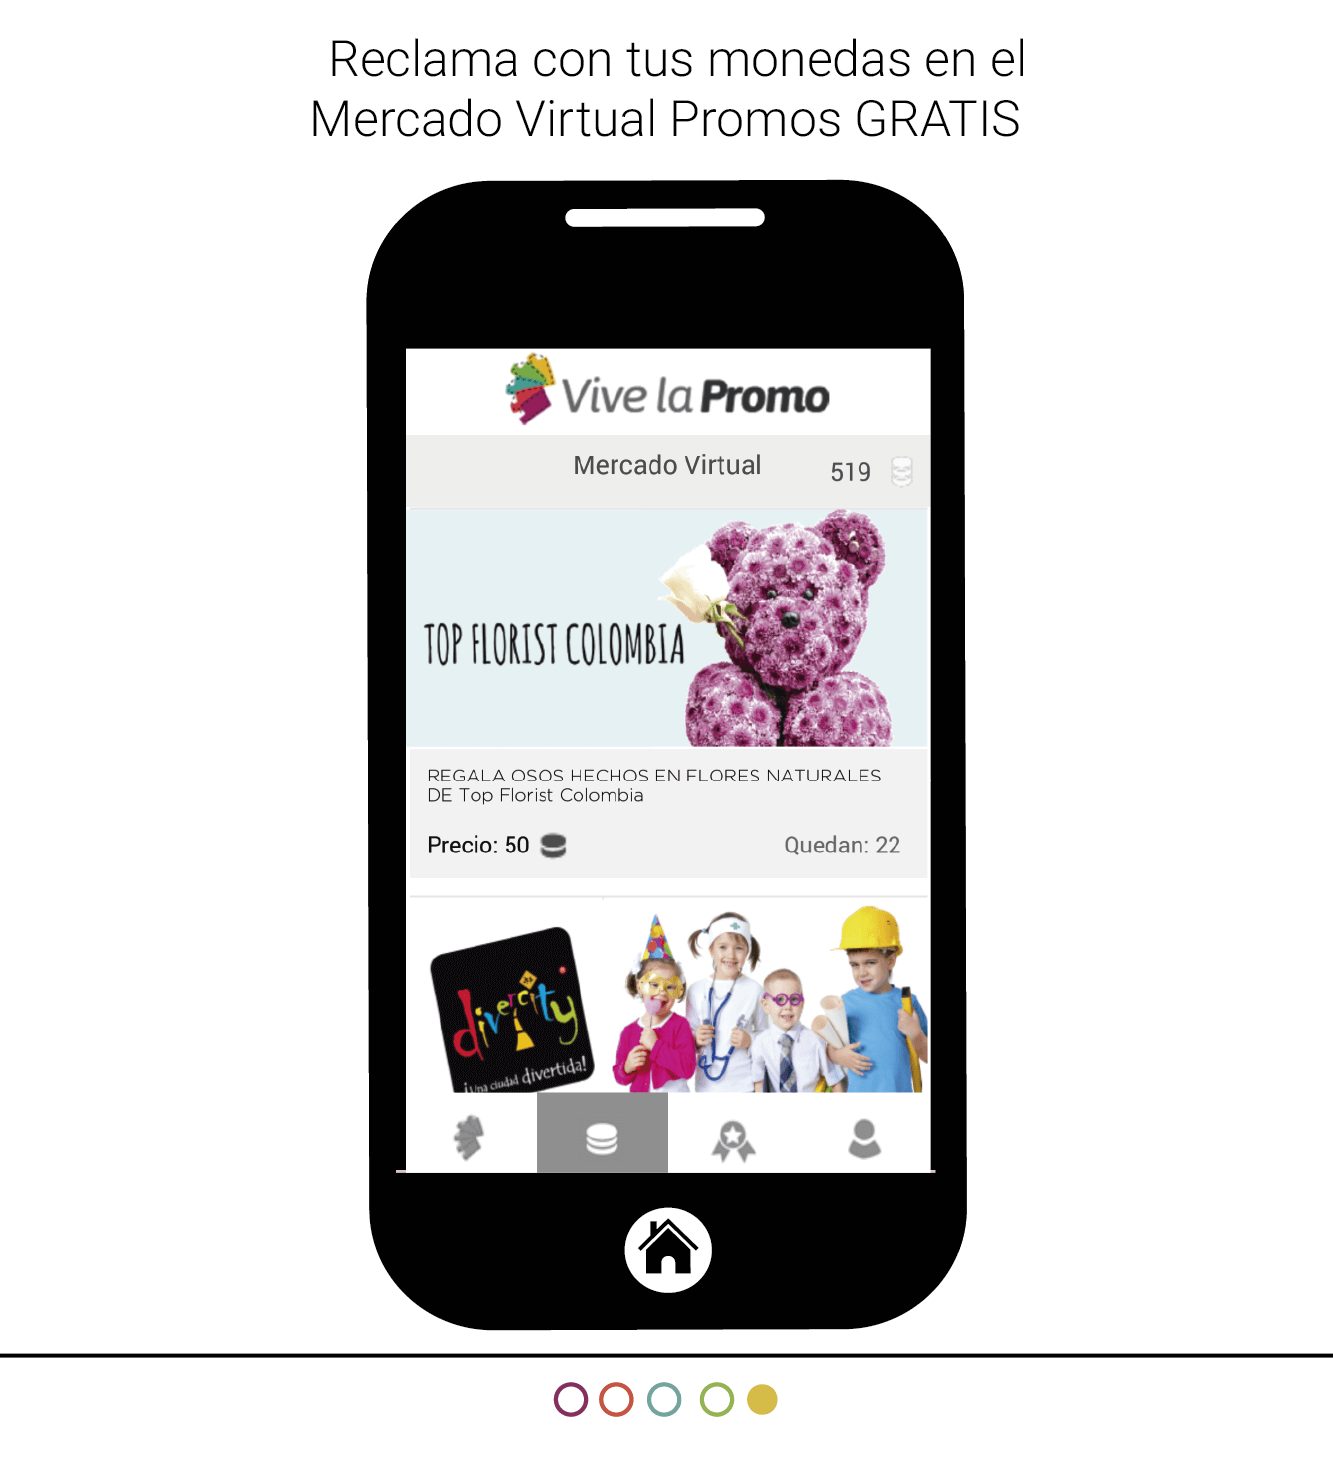 Reclama con tus monedas en el
Mercado Virtual Promos GRATIS
Vive la Promo
Mercado Virtual
519
TOP FLORIST COLOMBIA
REGALA OSOS HECHOS EN FLORES NATURALES
DE Top Florist Colombia
Precio: 50
Quedan: 22
divercity
¡Una ciudad divertida!